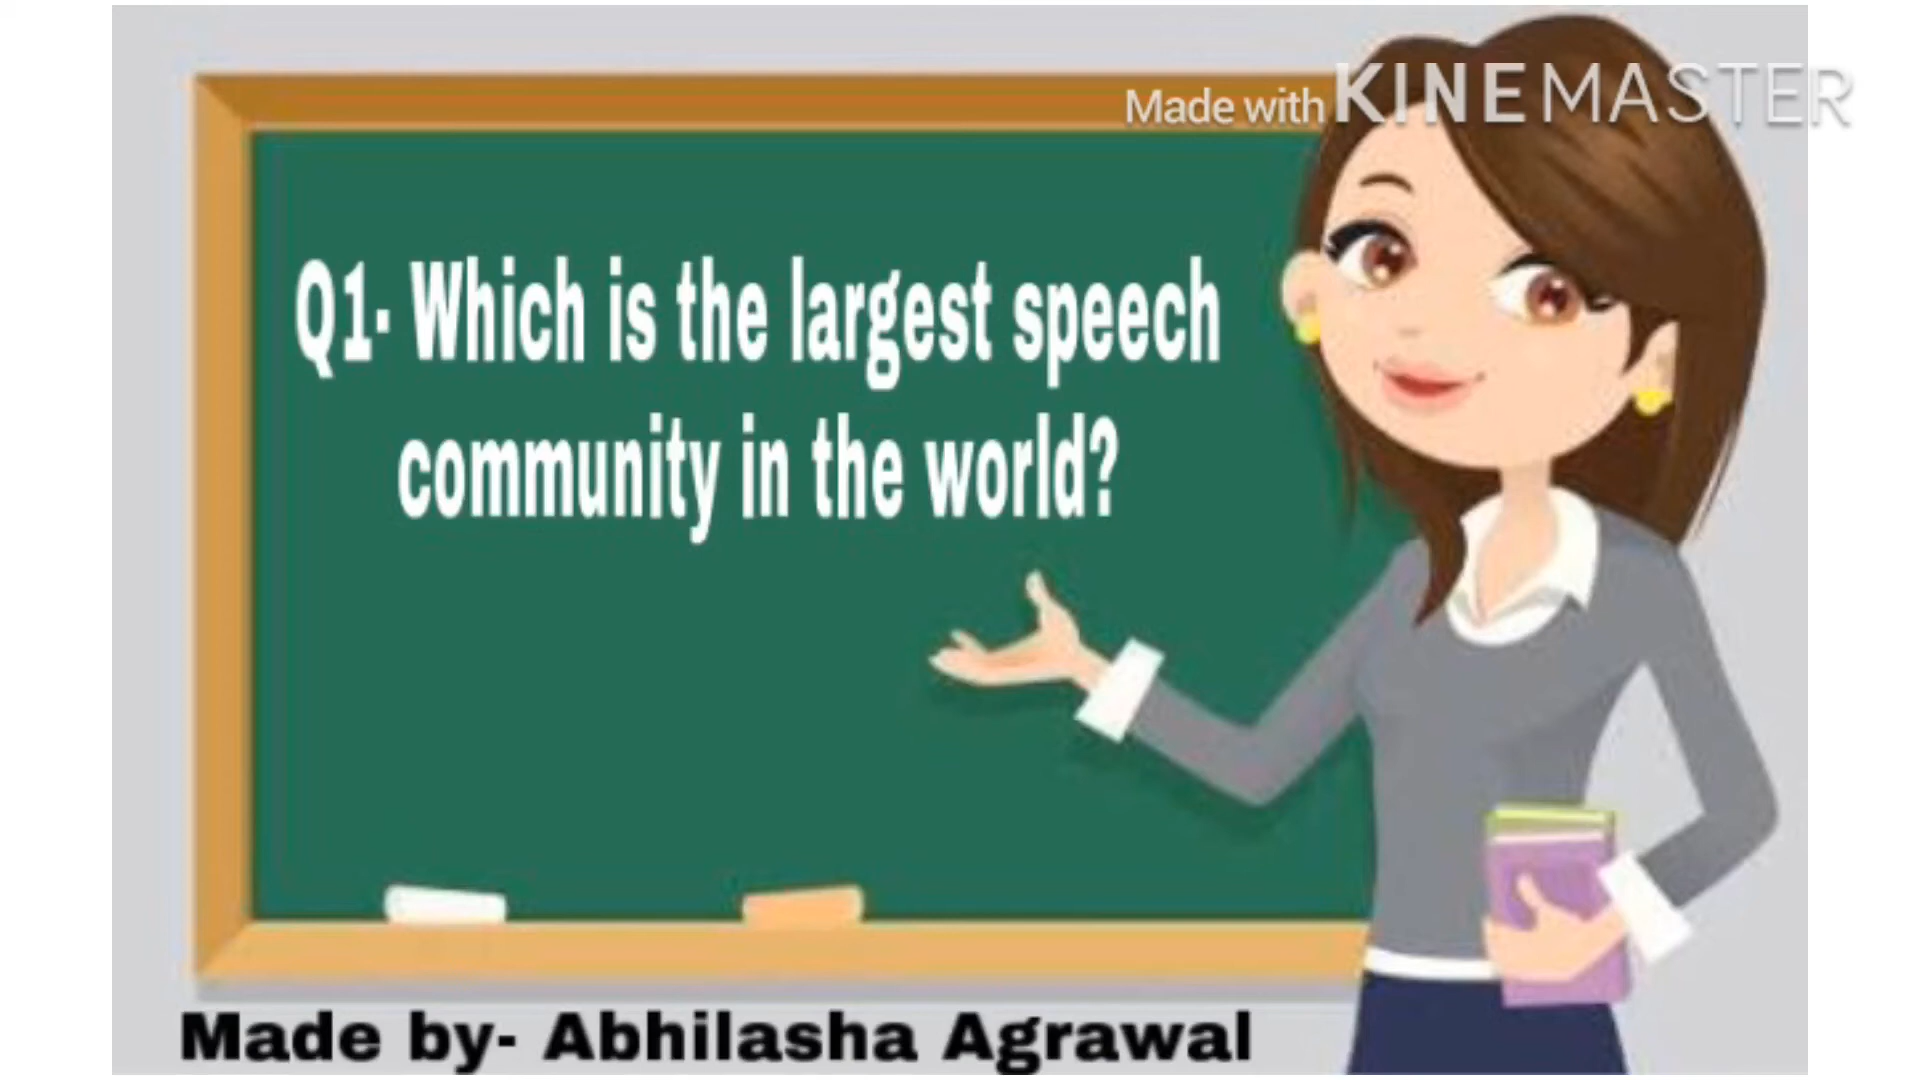 Made with KINEMASTER
Q1- Which is the largest speech
community in the world?
Made by- Abhilasha Agrawal